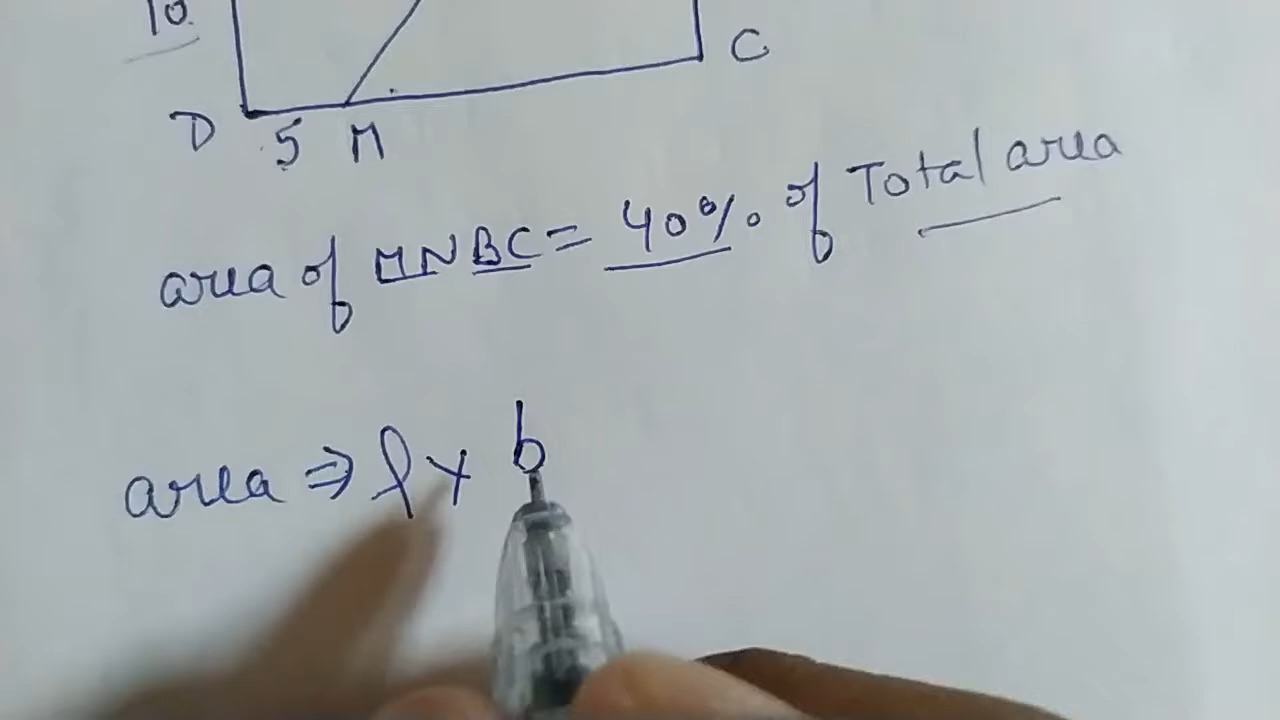 10
C
D 5 M
area of MNBC = 40% of Total area
area ⇒ l x b